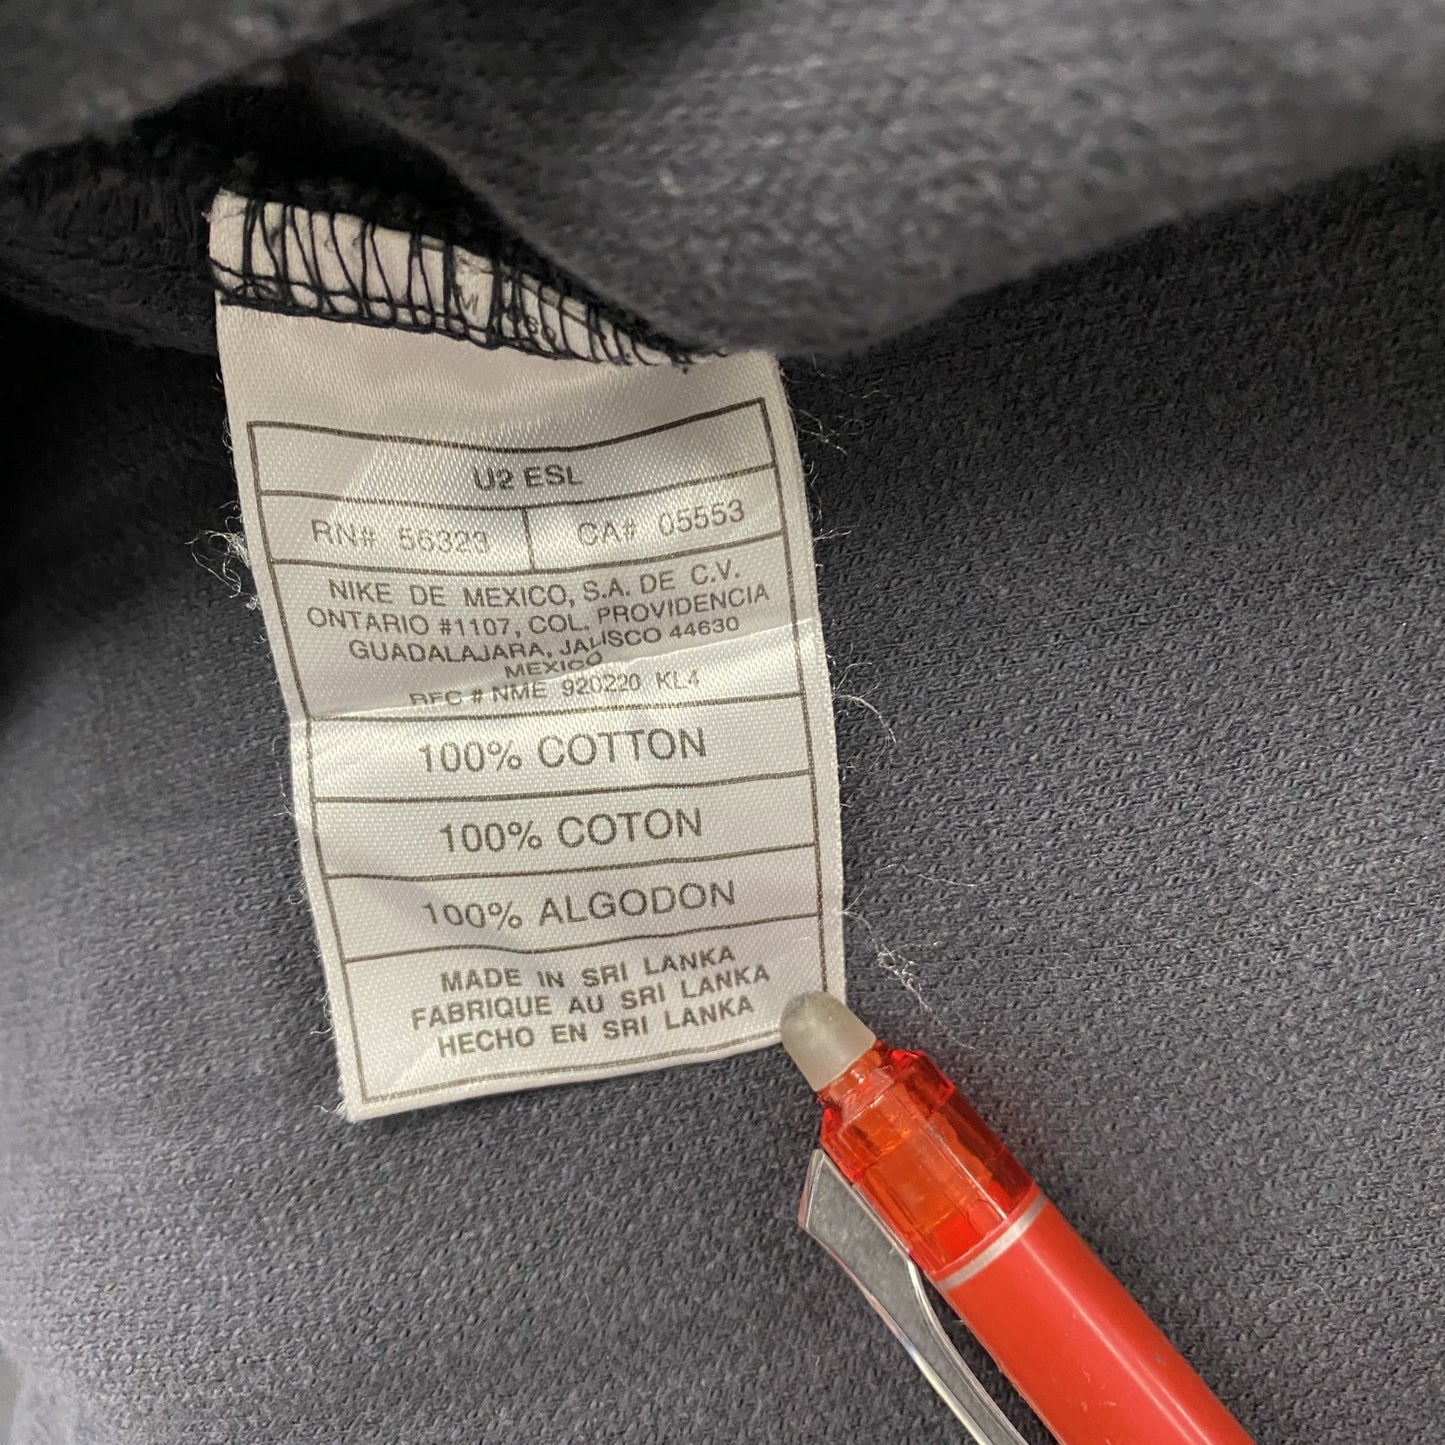 U2 ESL
RN# 56323 CA# 05553
NIKE DE MEXICO, S.A. DE C.V.
ONTARIO #1107, COL. PROVIDENCIA
GUADALAJARA, JALISCO 44630
MEXICO
RFC # NME 920220 KL4
100% COTTON
100% COTON
100% ALGODON
MADE IN SRI LANKA
FABRIQUE AU SRI LANKA
HECHO EN SRI LANKA